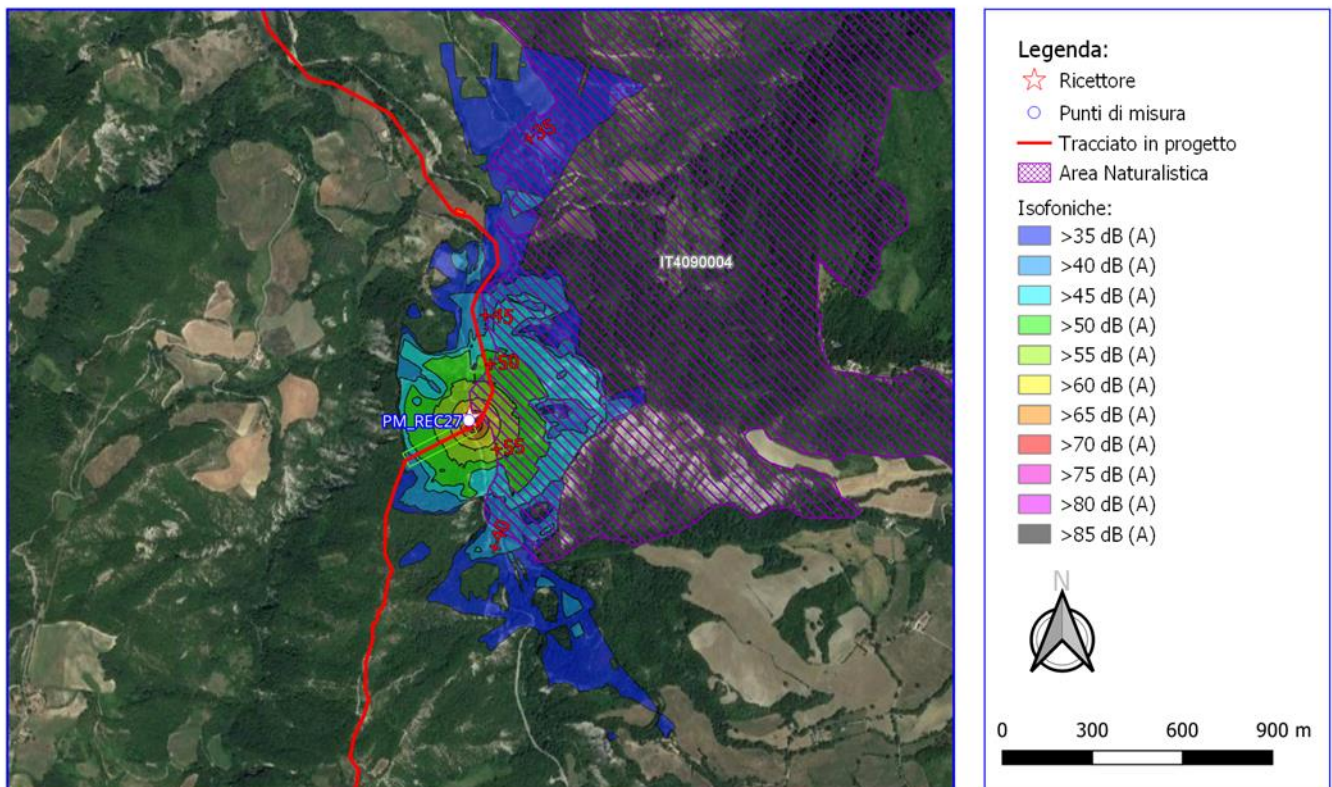 +35
IT4090004
+45
+50
PM_REC27
+55
+40
Legenda:
Ricettore
Punti di misura
Tracciato in progetto
Area Naturalistica
Isofoniche:
>35 dB (A)
>40 dB (A)
>45 dB (A)
>50 dB (A)
>55 dB (A)
>60 dB (A)
>65 dB (A)
>70 dB (A)
>75 dB (A)
>80 dB (A)
>85 dB (A)
N
0 300 600 900 m